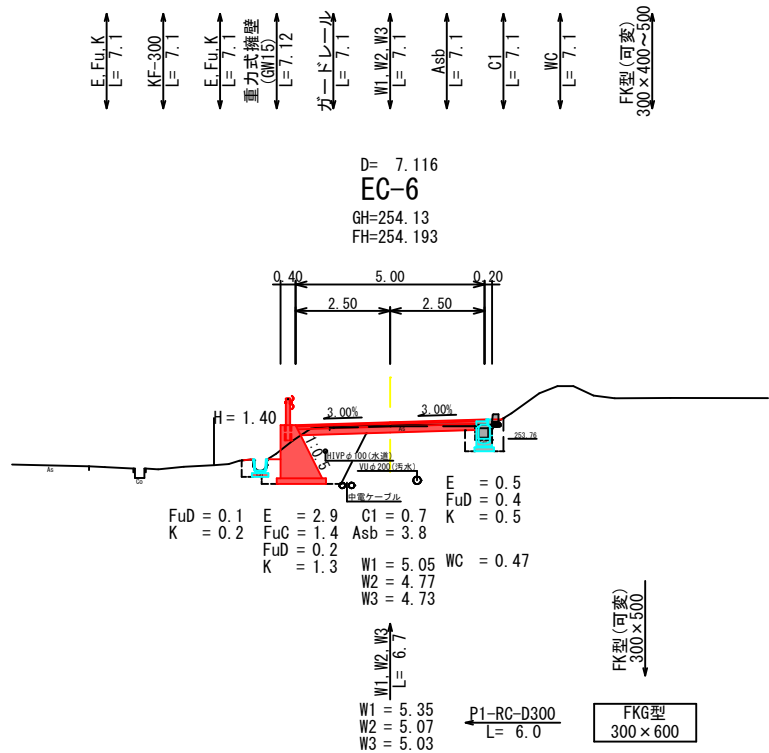 E,Fu,K
L= 7.1
KF-300
L= 7.1
E,Fu,K
L= 7.1
重力式擁壁
(GW15)
L= 7.12
ガードレール
L= 7.1
W1,W2,W3
L= 7.1
Asb
L= 7.1
C1
L= 7.1
WC
L= 7.1
FK型(可変)
300×400~500
D= 7.116
EC-6
GH=254.13
FH=254.193
0.40 5.00 0.20
2.50 2.50
H= 1.40
3.00% 3.00%
As
253.76
1:0.5
HIVPφ100(水道)
VUφ200(汚水)
中電ケーブル
As
Co
FuD = 0.1
K = 0.2
E = 2.9
FuC = 1.4
FuD = 0.2
K = 1.3
C1 = 0.7
Asb = 3.8
W1 = 5.05
W2 = 4.77
W3 = 4.73
E = 0.5
FuD = 0.4
K = 0.5
WC = 0.47
W1,W2,W3
L= 6.7
FK型(可変)
300×500
W1 = 5.35
W2 = 5.07
W3 = 5.03
P1-RC-D300
L= 6.0
FKG型
300×600